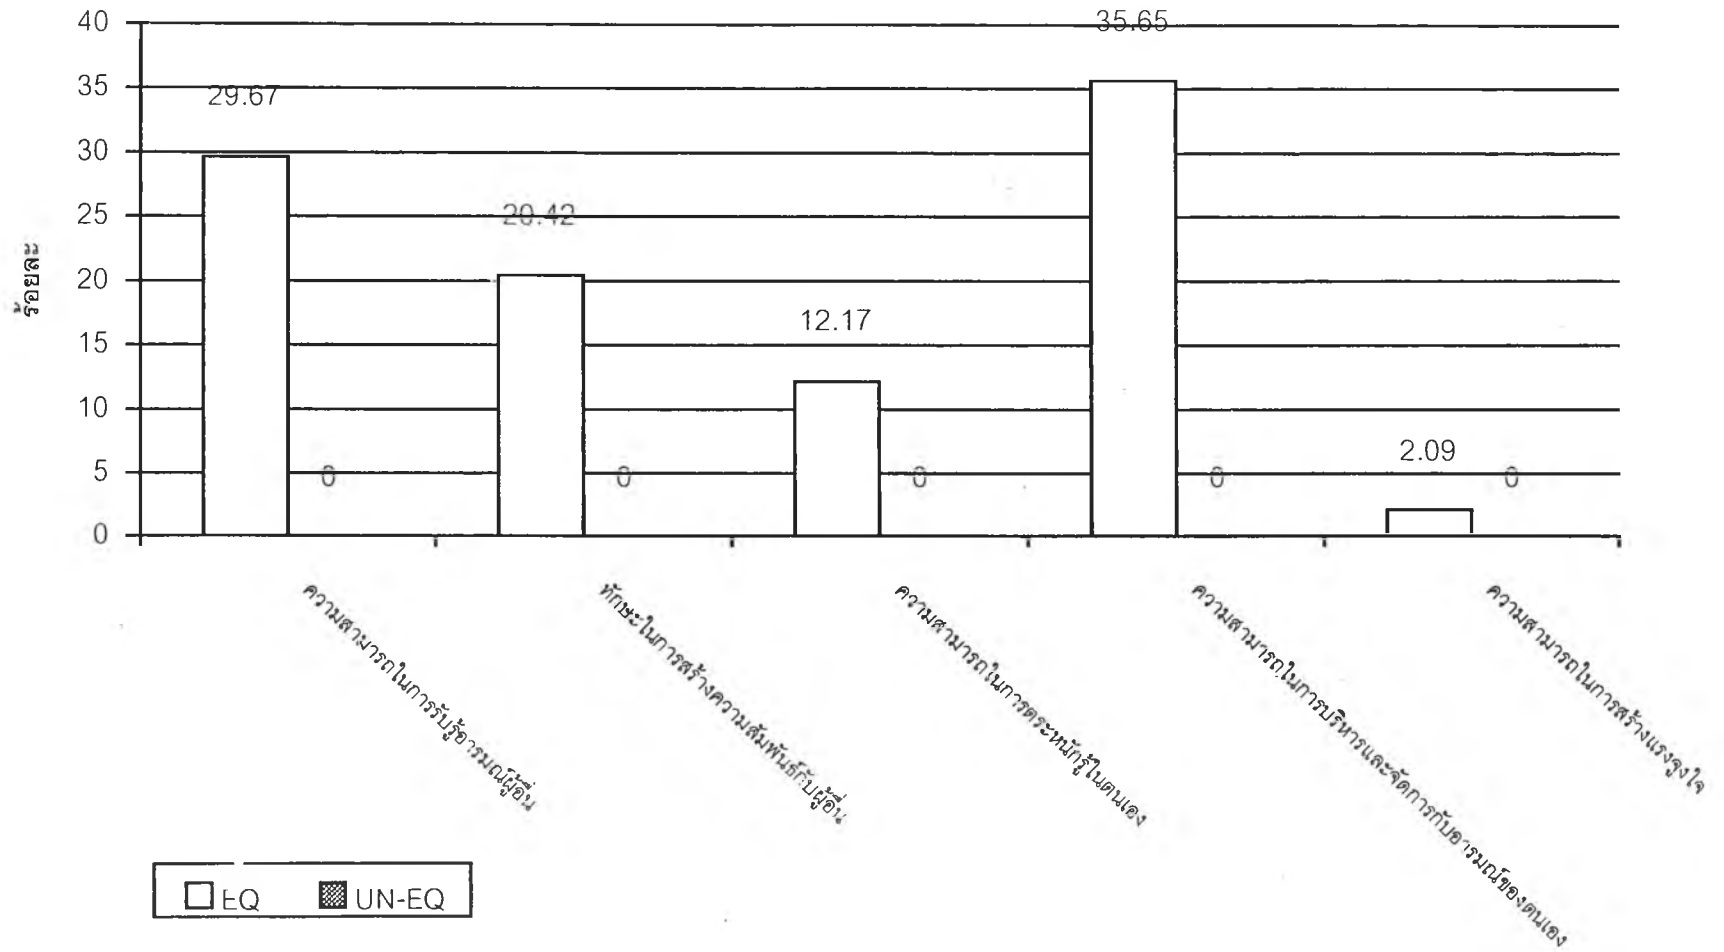 40
35
30
25
20
15
10
5
0
ร้อยละ
29.67
0
20.42
0
12.17
0
35.65
0
2.09
0
ความสามารถในการรับรู้อารมณ์ผู้อื่น
ทักษะในการสร้างความสัมพันธ์กับผู้อื่น
ความสามารถในการตระหนักรู้ในตนเอง
ความสามารถในการบริหารและจัดการกับอารมณ์ของตนเอง
ความสามารถในการสร้างแรงจูงใจ
EQ
UN-EQ